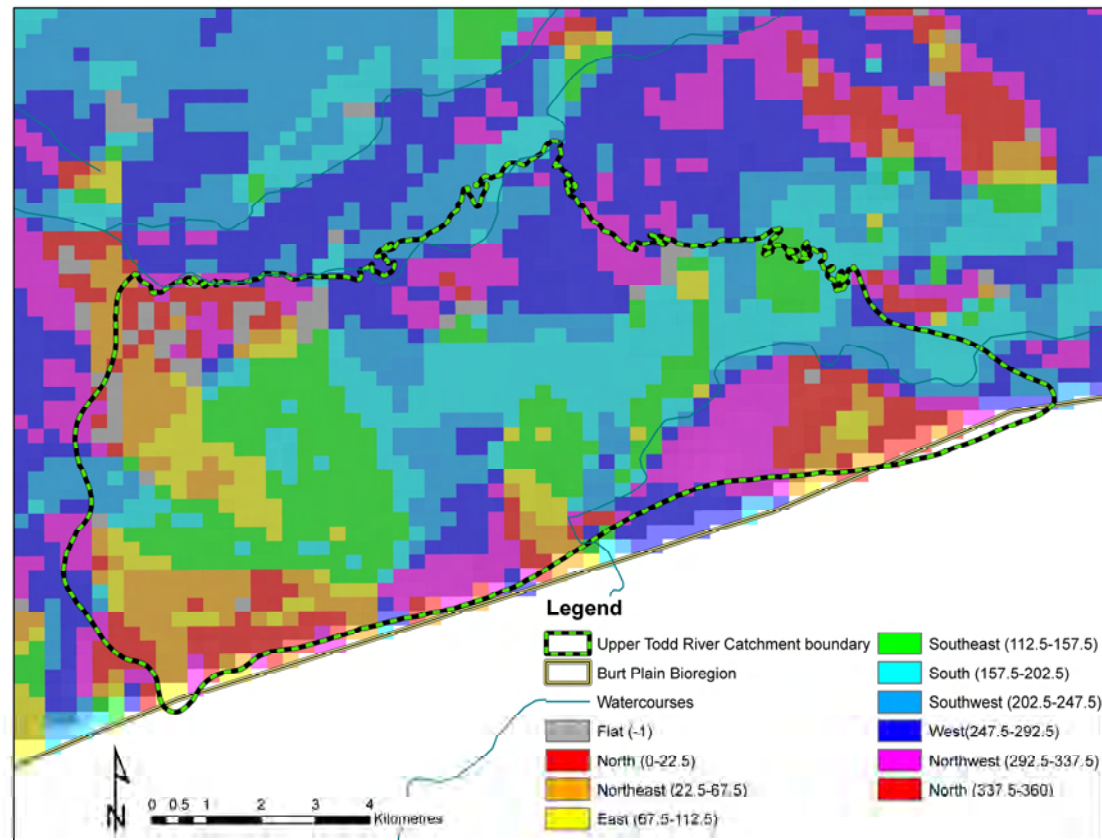 Legend
Upper Todd River Catchment boundary
Burt Plain Bioregion
Watercourses
Flat (-1)
North (0-22.5)
Northeast (22.5-67.5)
East (67.5-112.5)
Southeast (112.5-157.5)
South (157.5-202.5)
Southwest (202.5-247.5)
West(247.5-292.5)
Northwest (292.5-337.5)
North (337.5-360)
N
0 0.5 1 2 3 4
Kilometres